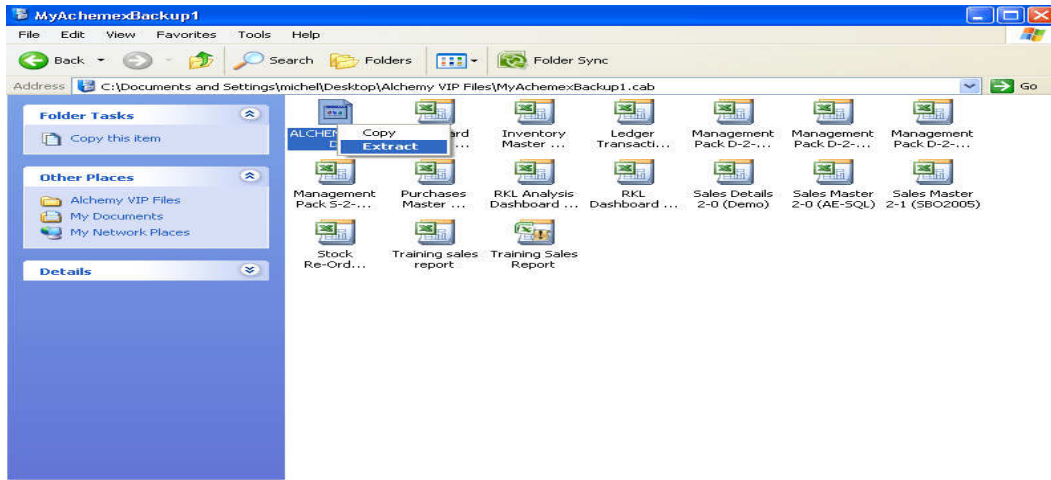 MyAchemexBackup1
File Edit View Favorites Tools Help
Back Search Folders Folder Sync
Address C:\Documents and Settings\michel\Desktop\Alchemy VIP Files\MyAchemexBackup1.cab Go
Folder Tasks
Copy this item
Other Places
Alchemy VIP Files
My Documents
My Network Places
Details
Copy
Extract
Inventory Master ...
Ledger Transacti...
Management Pack D-2-...
Management Pack D-2-...
Management Pack D-2-...
Management Pack S-2-...
Purchases Master ...
RKL Analysis Dashboard ...
RKL Dashboard ...
Sales Details 2-0 (Demo)
Sales Master 2-0 (AE-SQL)
Sales Master 2-1 (SBO2005)
Stock Re-Ord...
Training sales report
Training Sales Report